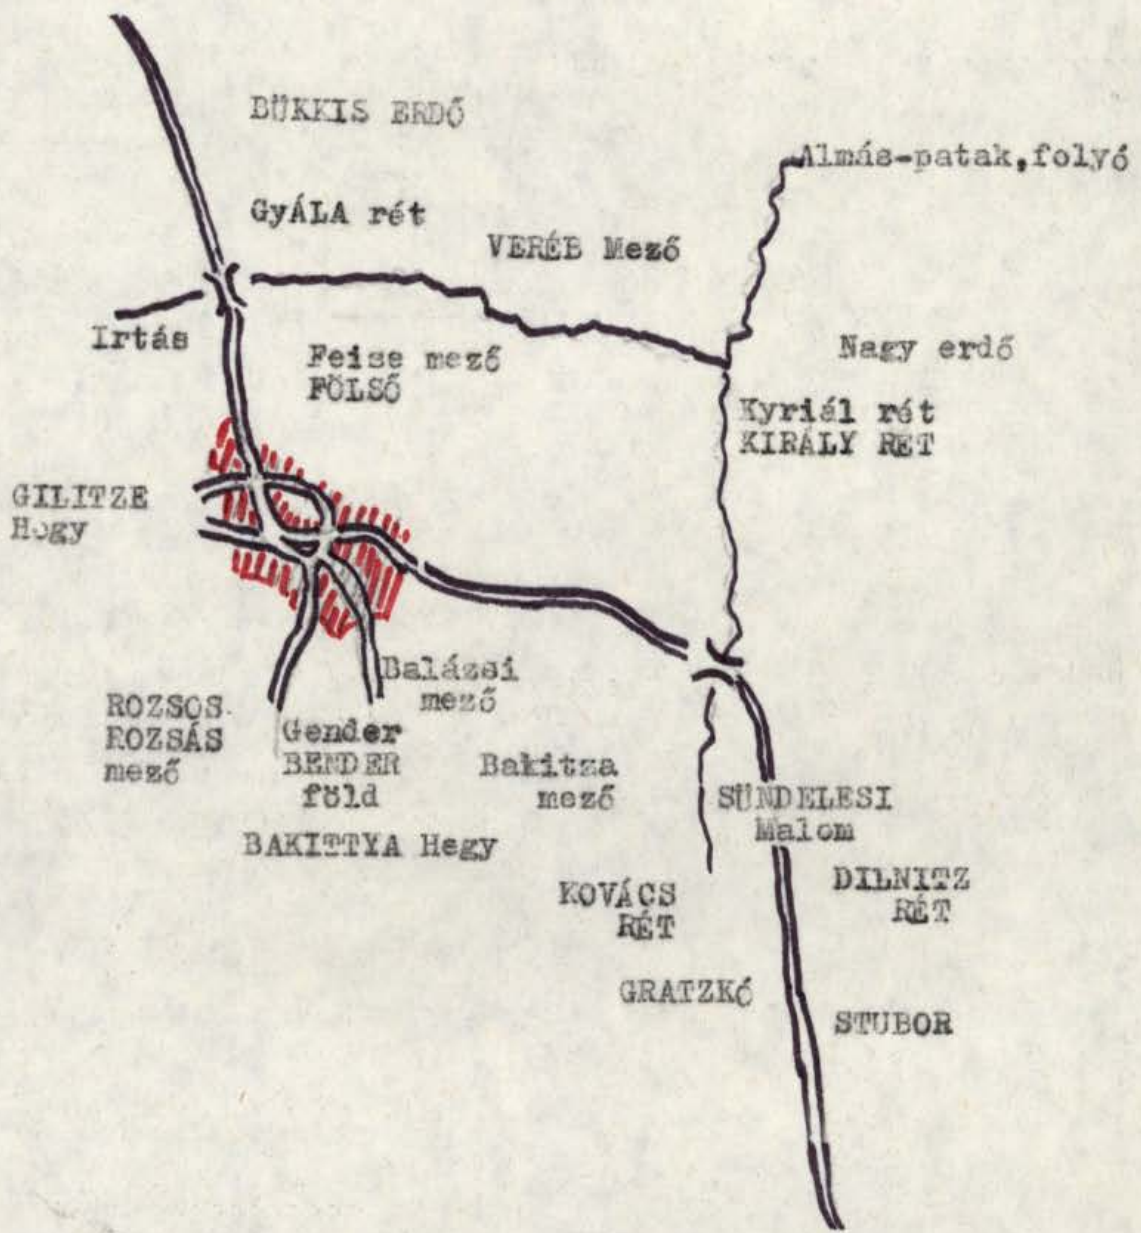 BÜKKIS ERDŐ
Almás-patak,folyó
GyÁLA rét
VERÉB Mező
Irtás
Feise mező
FÖLSŐ
Nagy erdő
Kyriál rét
KIRÁLY RET
GILITZE
Hegy
Balázsi
mező
ROZSOS
ROZSÁS
mező
Gender
BENDER
föld
Bakitza
mező
SÜNDELESI
Malom
BAKITTYA Hegy
KOVÁCS
RÉT
DILNITZ
RÉT
GRATZKó
STUBOR